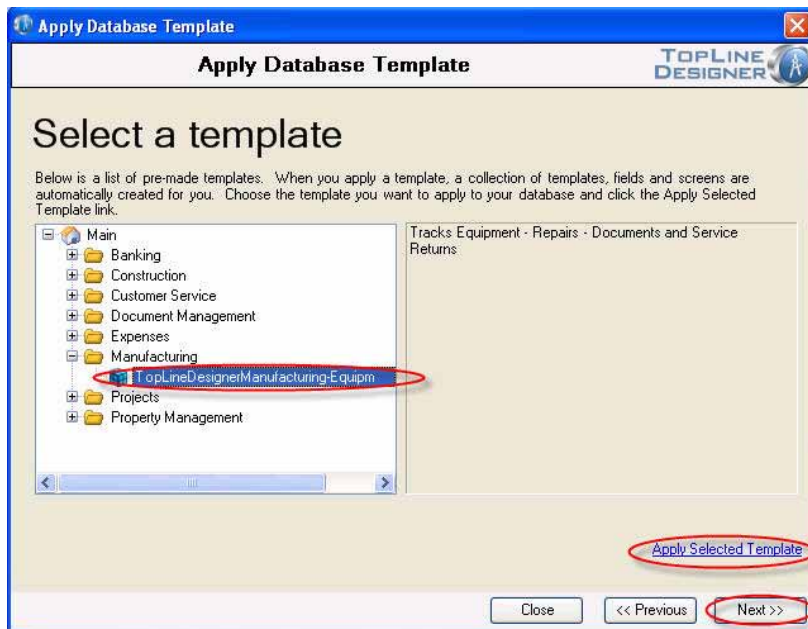 Apply Database Template
Apply Database Template
TOPLINE
DESIGNER
Select a template
Below is a list of pre-made templates. When you apply a template, a collection of templates, fields and screens are
automatically created for you. Choose the template you want to apply to your database and click the Apply Selected
Template link.
Main
Banking
Construction
Customer Service
Document Management
Expenses
Manufacturing
TopLineDesignerManufacturing-Equipm
Projects
Property Management
Tracks Equipment - Repairs - Documents and Service
Returns
Apply Selected Template
Close
<< Previous
Next >>